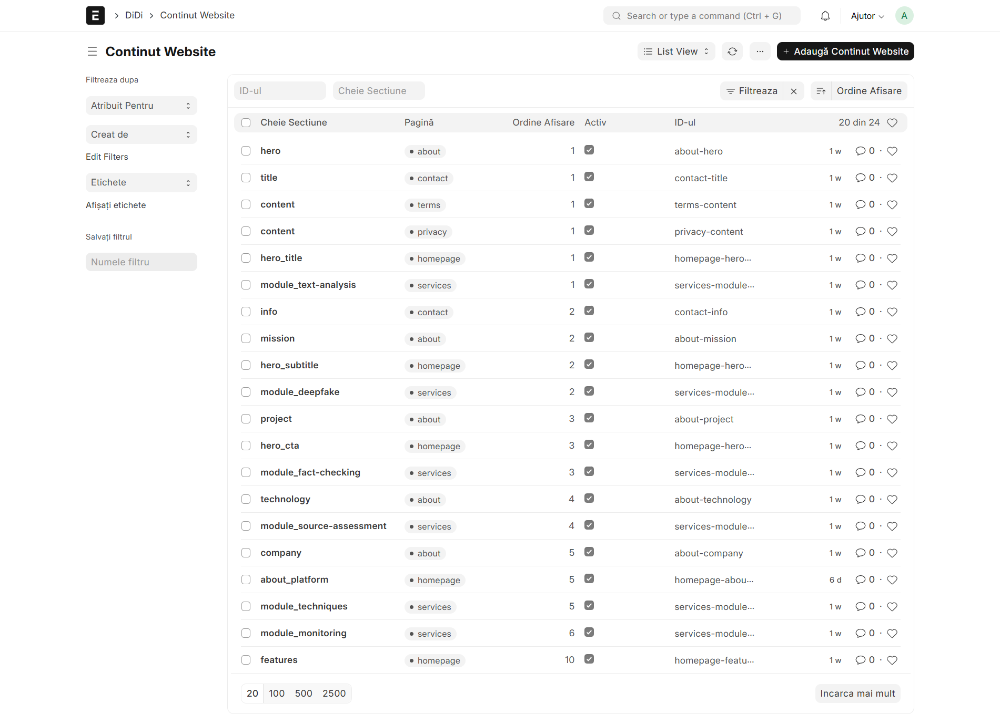 DiDi Continut Website
Search or type a command (Ctrl + G)
Ajutor
A
Continut Website
List View
Adaugă Continut Website
Filtreaza dupa
Atribuit Pentru
Creat de
Edit Filters
Etichete
Afișați etichete
Salvați filtrul
Numele filtru
ID-ul
Cheie Sectiune
Filtreaza
Ordine Afisare
Cheie Sectiune Pagină Ordine Afisare Activ ID-ul 20 din 24
hero about 1 about-hero 1 w 0
title contact 1 contact-title 1 w 0
content terms 1 terms-content 1 w 0
content privacy 1 privacy-content 1 w 0
hero_title homepage 1 homepage-hero... 1 w 0
module_text-analysis services 1 services-module... 1 w 0
info contact 2 contact-info 1 w 0
mission about 2 about-mission 1 w 0
hero_subtitle homepage 2 homepage-hero... 1 w 0
module_deepfake services 2 services-module... 1 w 0
project about 3 about-project 1 w 0
hero_cta homepage 3 homepage-hero... 1 w 0
module_fact-checking services 3 services-module... 1 w 0
technology about 4 about-technology 1 w 0
module_source-assessment services 4 services-module... 1 w 0
company about 5 about-company 1 w 0
about_platform homepage 5 homepage-abou... 6 d 0
module_techniques services 5 services-module... 1 w 0
module_monitoring services 6 services-module... 1 w 0
features homepage 10 homepage-featu... 1 w 0
20 100 500 2500
Incarca mai mult